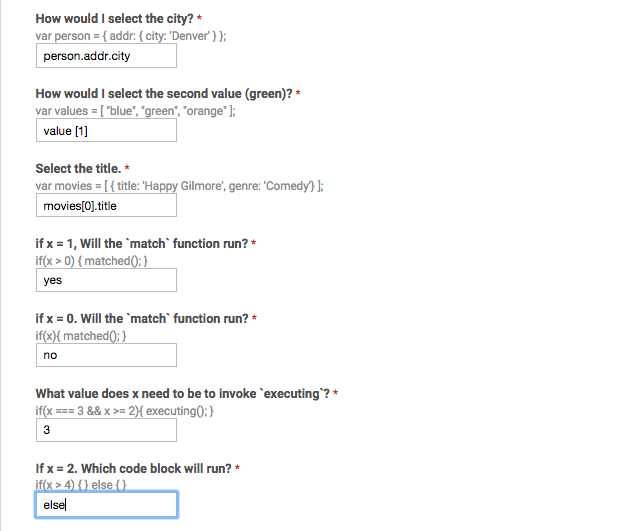 How would I select the city? *
var person = { addr: { city: 'Denver' } };
person.addr.city
How would I select the second value (green)? *
var values = [ "blue", "green", "orange" ];
value [1]
Select the title. *
var movies = [ { title: 'Happy Gilmore', genre: 'Comedy'} ];
movies[0].title
if x = 1, Will the `match` function run? *
if(x > 0) { matched(); }
yes
if x = 0. Will the `match` function run? *
if(x){ matched(); }
no
What value does x need to be to invoke `executing`? *
if(x === 3 && x >= 2){ executing(); }
3
If x = 2. Which code block will run? *
if(x > 4) { } else { }
else